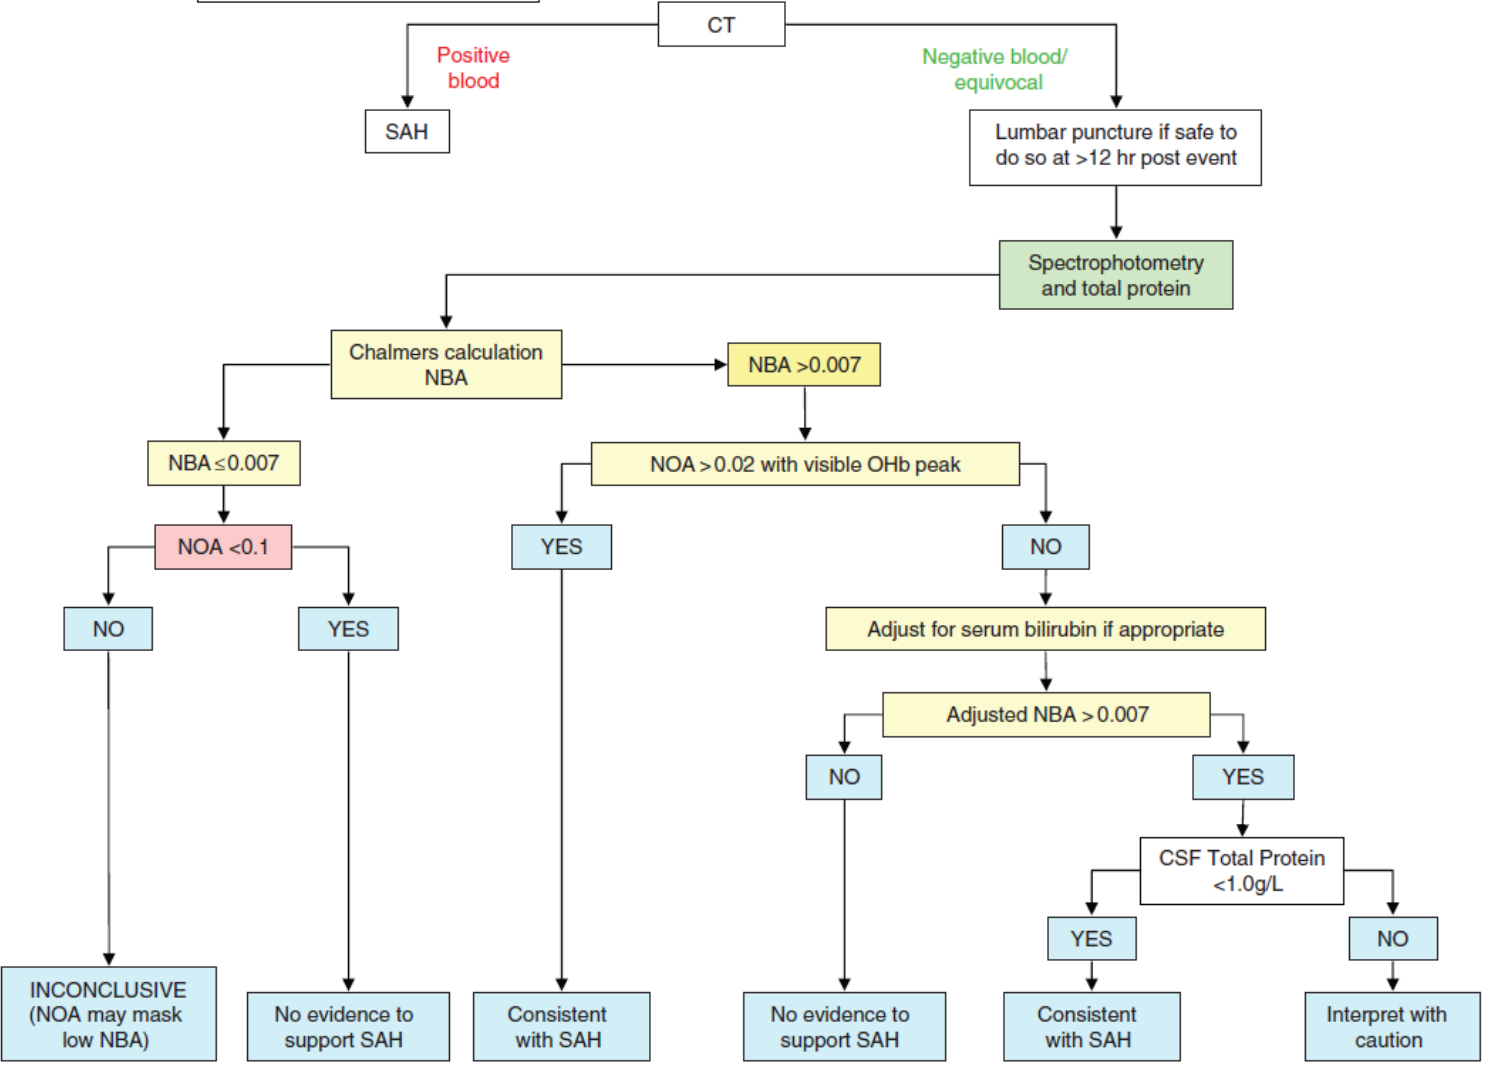 CT
Positive
blood
Negative blood/
equivocal
SAH
Lumbar puncture if safe to
do so at >12 hr post event
Spectrophotometry
and total protein
Chalmers calculation
NBA
NBA >0.007
NBA≤0.007
NOA >0.02 with visible OHb peak
NOA <0.1
YES
NO
NO
YES
Adjust for serum bilirubin if appropriate
Adjusted NBA >0.007
NO
YES
CSF Total Protein
<1.0g/L
YES
NO
INCONCLUSIVE
(NOA may mask
low NBA)
No evidence to
support SAH
Consistent
with SAH
No evidence to
support SAH
Consistent
with SAH
Interpret with
caution